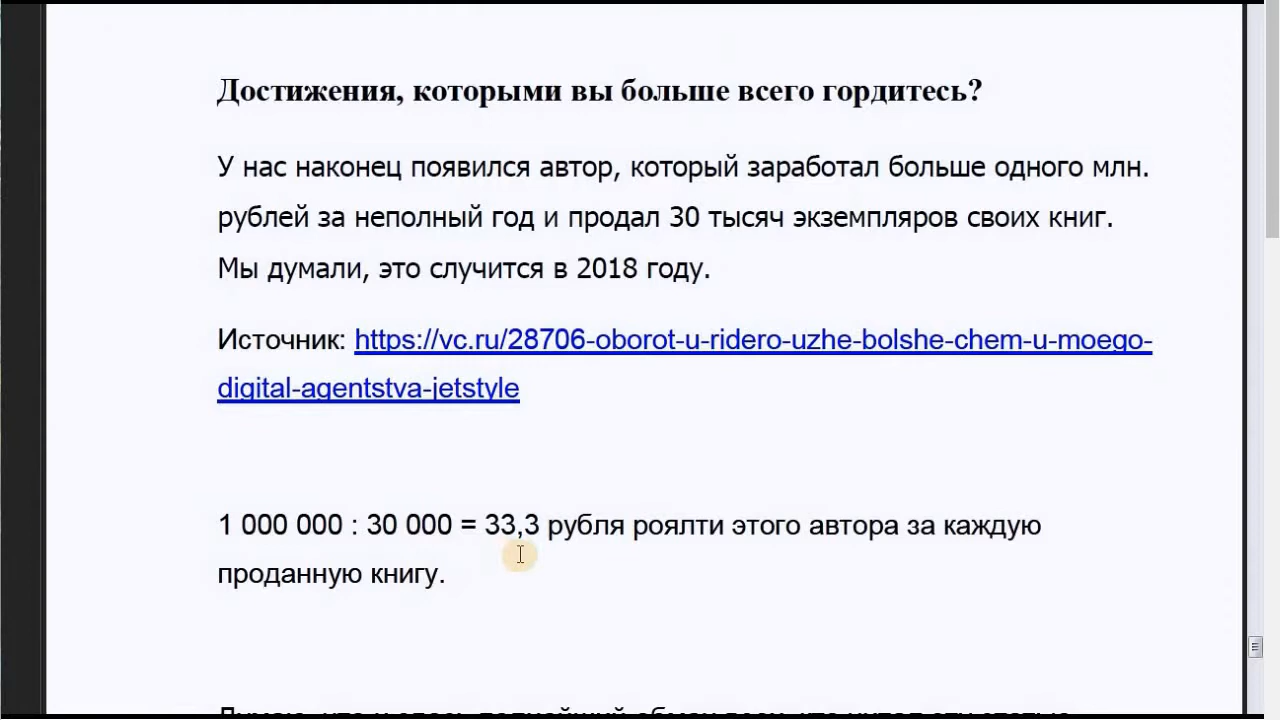 Достижения, которыми вы больше всего гордитесь?
У нас наконец появился автор, который заработал больше одного млн.
рублей за неполный год и продал 30 тысяч экземпляров своих книг.
Мы думали, это случится в 2018 году.
Источник: https://vc.ru/28706-oborot-u-ridero-uzhe-bolshe-chem-u-moego-
digital-agentstva-jetstyle
1 000 000 : 30 000 = 33,3 рубля роялти этого автора за каждую
проданную книгу.